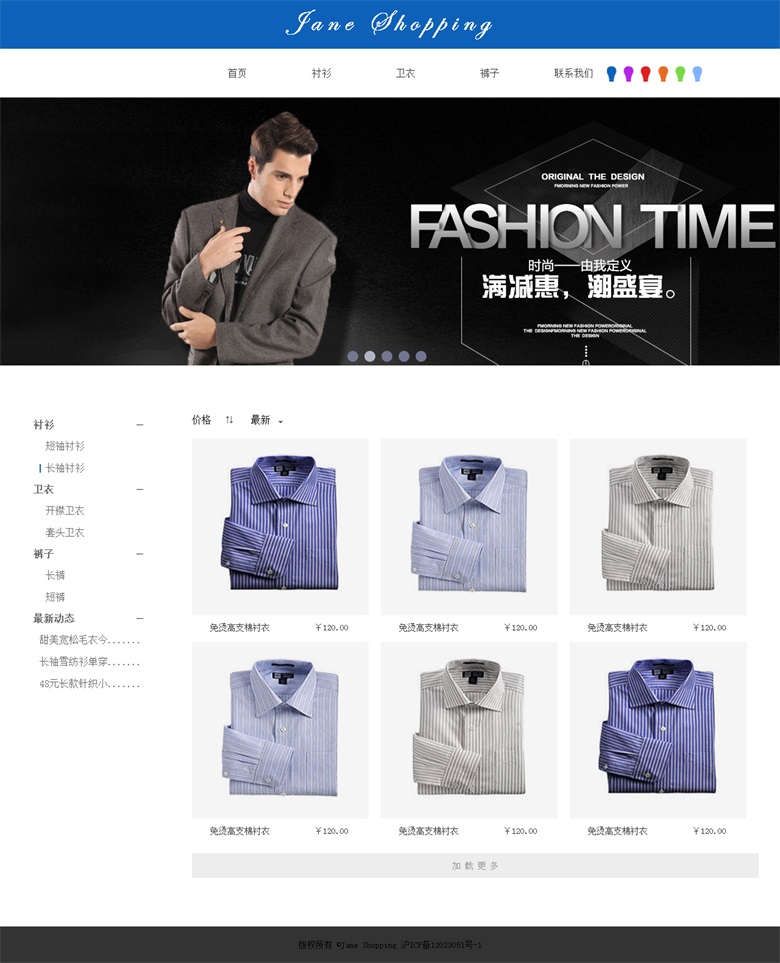 Jane Shopping
首页 衬衫 卫衣 裤子 联系我们
ORIGINAL THE DESIGN
FMORNING NEW FASHION POWER
FASHION TIME
时尚——由我定义
满减惠，潮盛宴。
FMORNING NEW FASHION POWERORIGINAL
THE DESIGNFMORNING NEW FASHION POWERORIGINAL
THE DESIGN
价格 ↑↓ 最新
衬衫 —
短袖衬衫
长袖衬衫
卫衣 —
开襟卫衣
套头卫衣
裤子 —
长裤
短裤
最新动态 —
甜美宽松毛衣今.......
长袖雪纺衫单穿.......
48元长款针织小.......
免烫高支棉衬衣 ￥120.00 免烫高支棉衬衣 ￥120.00 免烫高支棉衬衣 ￥120.00
免烫高支棉衬衣 ￥120.00 免烫高支棉衬衣 ￥120.00 免烫高支棉衬衣 ￥120.00
加载更多
版权所有 ©Jane Shopping 沪ICP备12023051号-1